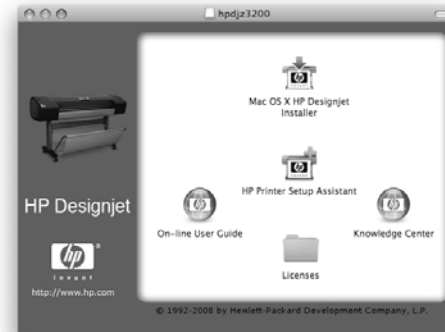 hpdjz3200
Mac OS X HP Designjet
Installer
HP Printer Setup Assistant
HP Designjet
On-line User Guide
Knowledge Center
hp
invent
Licenses
http://www.hp.com
© 1992-2008 by Hewlett-Packard Development Company, L.P.